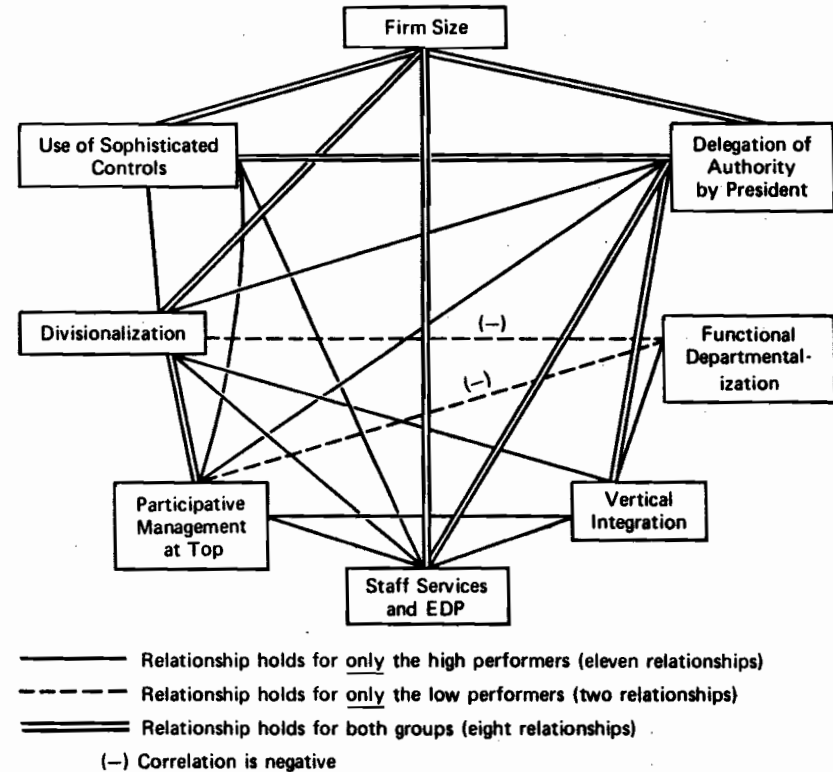 Firm Size
Use of Sophisticated
Controls
Delegation of
Authority
by President
Divisionalization
(—)
Functional
Departmental-
ization
(—)
Participative
Management
at Top
Vertical
Integration
Staff Services
and EDP
Relationship holds for only the high performers (eleven relationships)
Relationship holds for only the low performers (two relationships)
Relationship holds for both groups (eight relationships)
(—) Correlation is negative